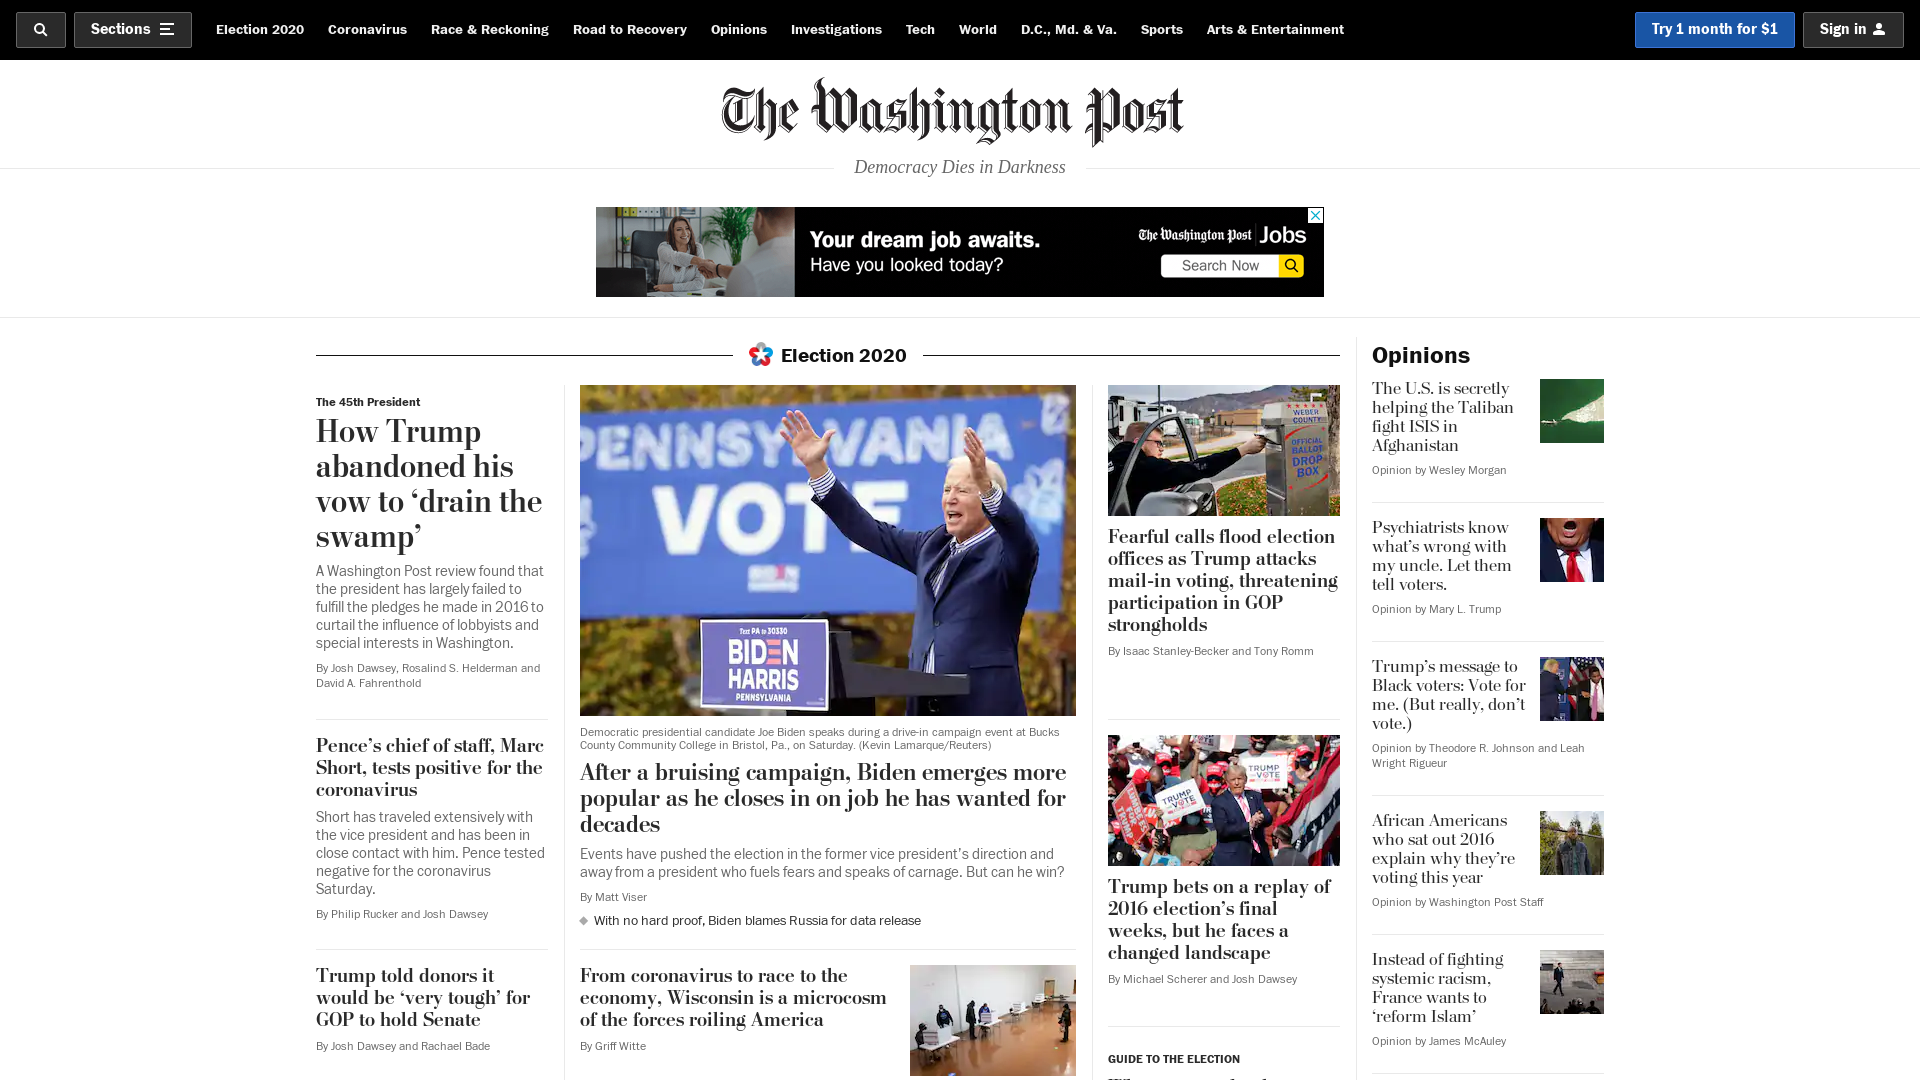 Sections
Election 2020
Coronavirus
Race & Reckoning
Road to Recovery
Opinions
Investigations
Tech
World
D.C., Md. & Va.
Sports
Arts & Entertainment
Try 1 month for $1
Sign in
The Washington Post
Democracy Dies in Darkness
Your dream job awaits.
Have you looked today?
The Washington Post Jobs
Search Now
Election 2020
The 45th President
How Trump
abandoned his
vow to ‘drain the
swamp’
A Washington Post review found that
the president has largely failed to
fulfill the pledges he made in 2016 to
curtail the influence of lobbyists and
special interests in Washington.
By Josh Dawsey, Rosalind S. Helderman and
David A. Fahrenthold
Pence’s chief of staff, Marc
Short, tests positive for the
coronavirus
Short has traveled extensively with
the vice president and has been in
close contact with him. Pence tested
negative for the coronavirus
Saturday.
By Philip Rucker and Josh Dawsey
Trump told donors it
would be ‘very tough’ for
GOP to hold Senate
By Josh Dawsey and Rachael Bade
PENNSYLVANIA
VOTE
Text PA to 30330
BIDEN
HARRIS
PENNSYLVANIA
Democratic presidential candidate Joe Biden speaks during a drive-in campaign event at Bucks
County Community College in Bristol, Pa., on Saturday. (Kevin Lamarque/Reuters)
After a bruising campaign, Biden emerges more
popular as he closes in on job he has wanted for
decades
Events have pushed the election in the former vice president’s direction and
away from a president who fuels fears and speaks of carnage. But can he win?
By Matt Viser
With no hard proof, Biden blames Russia for data release
From coronavirus to race to the
economy, Wisconsin is a microcosm
of the forces roiling America
By Griff Witte
WEBER
COUNTY
OFFICIAL
BALLOT
DROP
BOX
Fearful calls flood election
offices as Trump attacks
mail-in voting, threatening
participation in GOP
strongholds
By Isaac Stanley-Becker and Tony Romm
Trump bets on a replay of
2016 election’s final
weeks, but he faces a
changed landscape
By Michael Scherer and Josh Dawsey
GUIDE TO THE ELECTION
Opinions
The U.S. is secretly
helping the Taliban
fight ISIS in
Afghanistan
Opinion by Wesley Morgan
Psychiatrists know
what’s wrong with
my uncle. Let them
tell voters.
Opinion by Mary L. Trump
Trump’s message to
Black voters: Vote for
me. (But really, don’t
vote.)
Opinion by Theodore R. Johnson and Leah
Wright Rigueur
African Americans
who sat out 2016
explain why they’re
voting this year
Opinion by Washington Post Staff
Instead of fighting
systemic racism,
France wants to
‘reform Islam’
Opinion by James McAuley